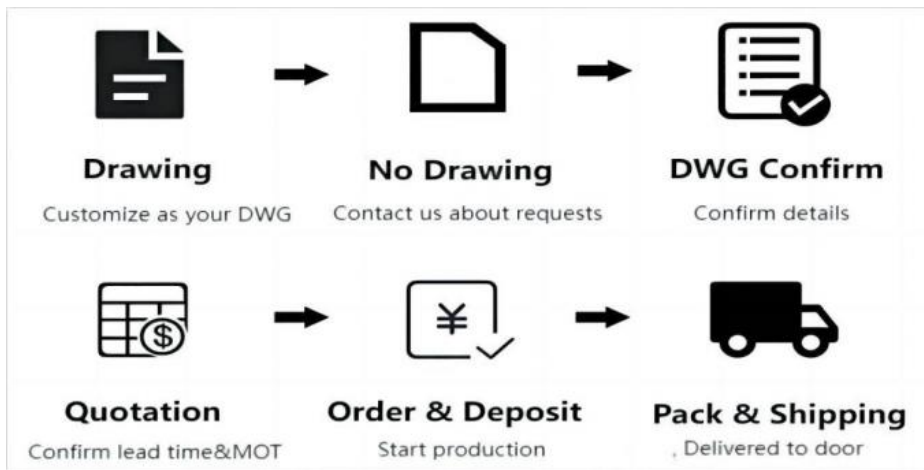 Drawing
No Drawing
DWG Confirm
Customize as your DWG
Contact us about requests
Confirm details
$
¥
Quotation
Order & Deposit
Pack & Shipping
Confirm lead time&MOT
Start production
, Delivered to door